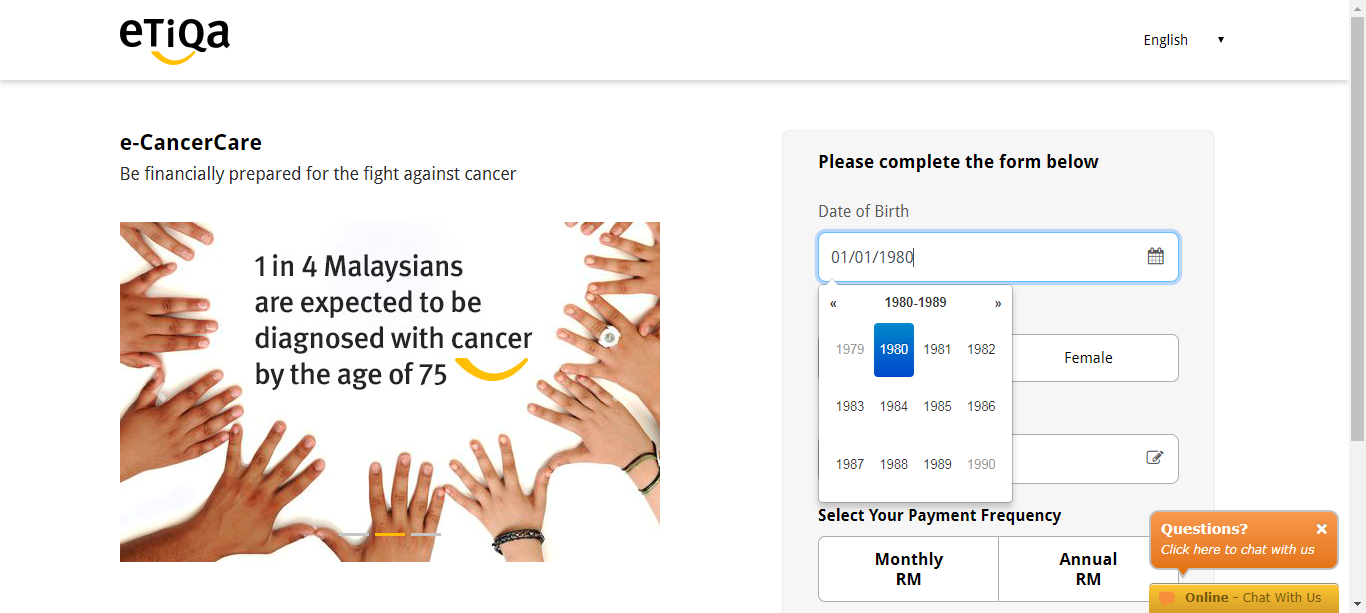 eTiQa
English
e-CancerCare
Be financially prepared for the fight against cancer
1 in 4 Malaysians
are expected to be
diagnosed with cancer
by the age of 75
Please complete the form below
Date of Birth
01/01/1980
« 1980-1989 »
1979 1980 1981 1982
1983 1984 1985 1986
1987 1988 1989 1990
Female
Select Your Payment Frequency
Monthly
RM
Annual
RM
Questions? ×
Click here to chat with us
Online - Chat With Us